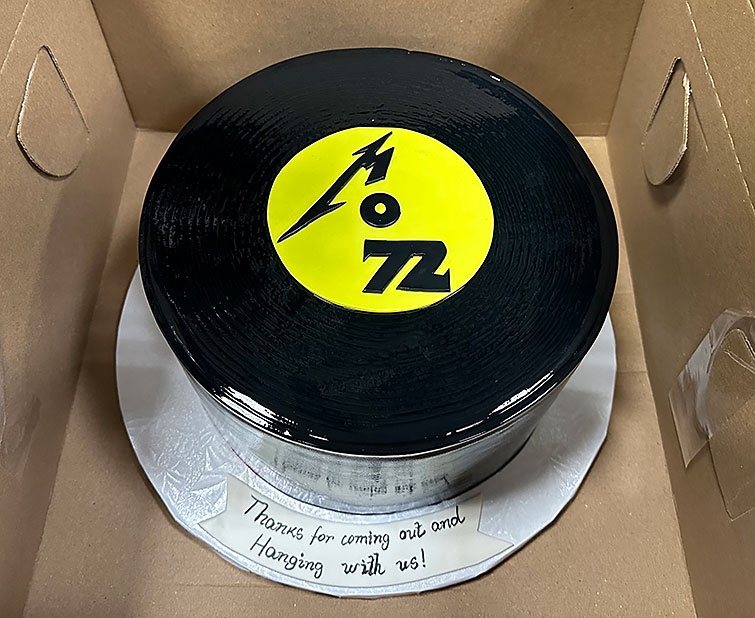 M
72
Thanks for coming out and
Hanging with us!